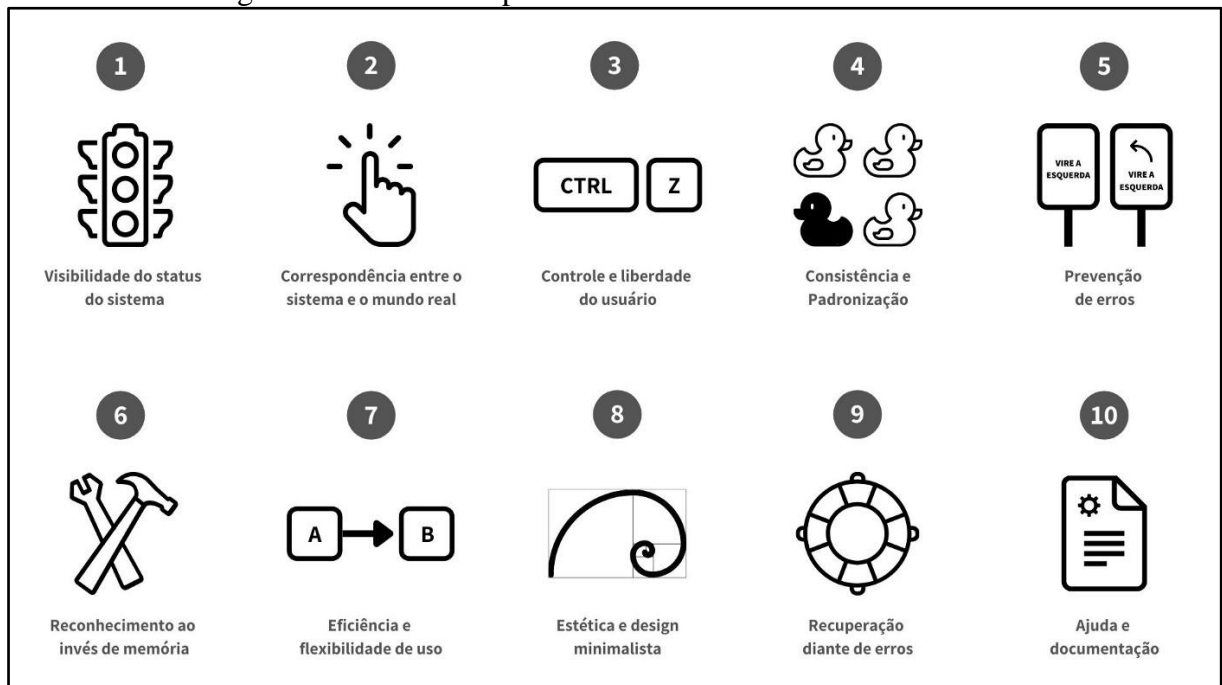 1
2
3
4
5
CTRL
Z
VIRE A
ESQUERDA
VIRE A
ESQUERDA
Visibilidade do status
do sistema
Correspondência entre o
sistema e o mundo real
Controle e liberdade
do usuário
Consistência e
Padronização
Prevenção
de erros
6
7
8
9
10
A
B
Reconhecimento ao
invés de memória
Eficiência e
flexibilidade de uso
Estética e design
minimalista
Recuperação
diante de erros
Ajuda e
documentação